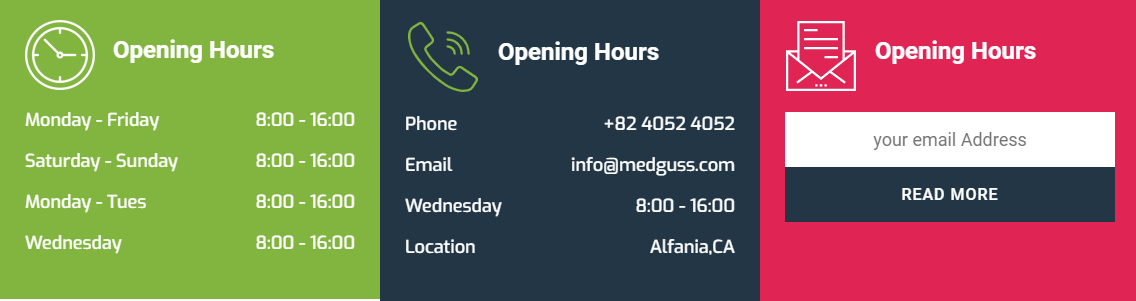 Opening Hours
Monday - Friday 8:00 - 16:00
Saturday - Sunday 8:00 - 16:00
Monday - Tues 8:00 - 16:00
Wednesday 8:00 - 16:00
Opening Hours
Phone +82 4052 4052
Email info@medguss.com
Wednesday 8:00 - 16:00
Location Alfania,CA
Opening Hours
your email Address
READ MORE